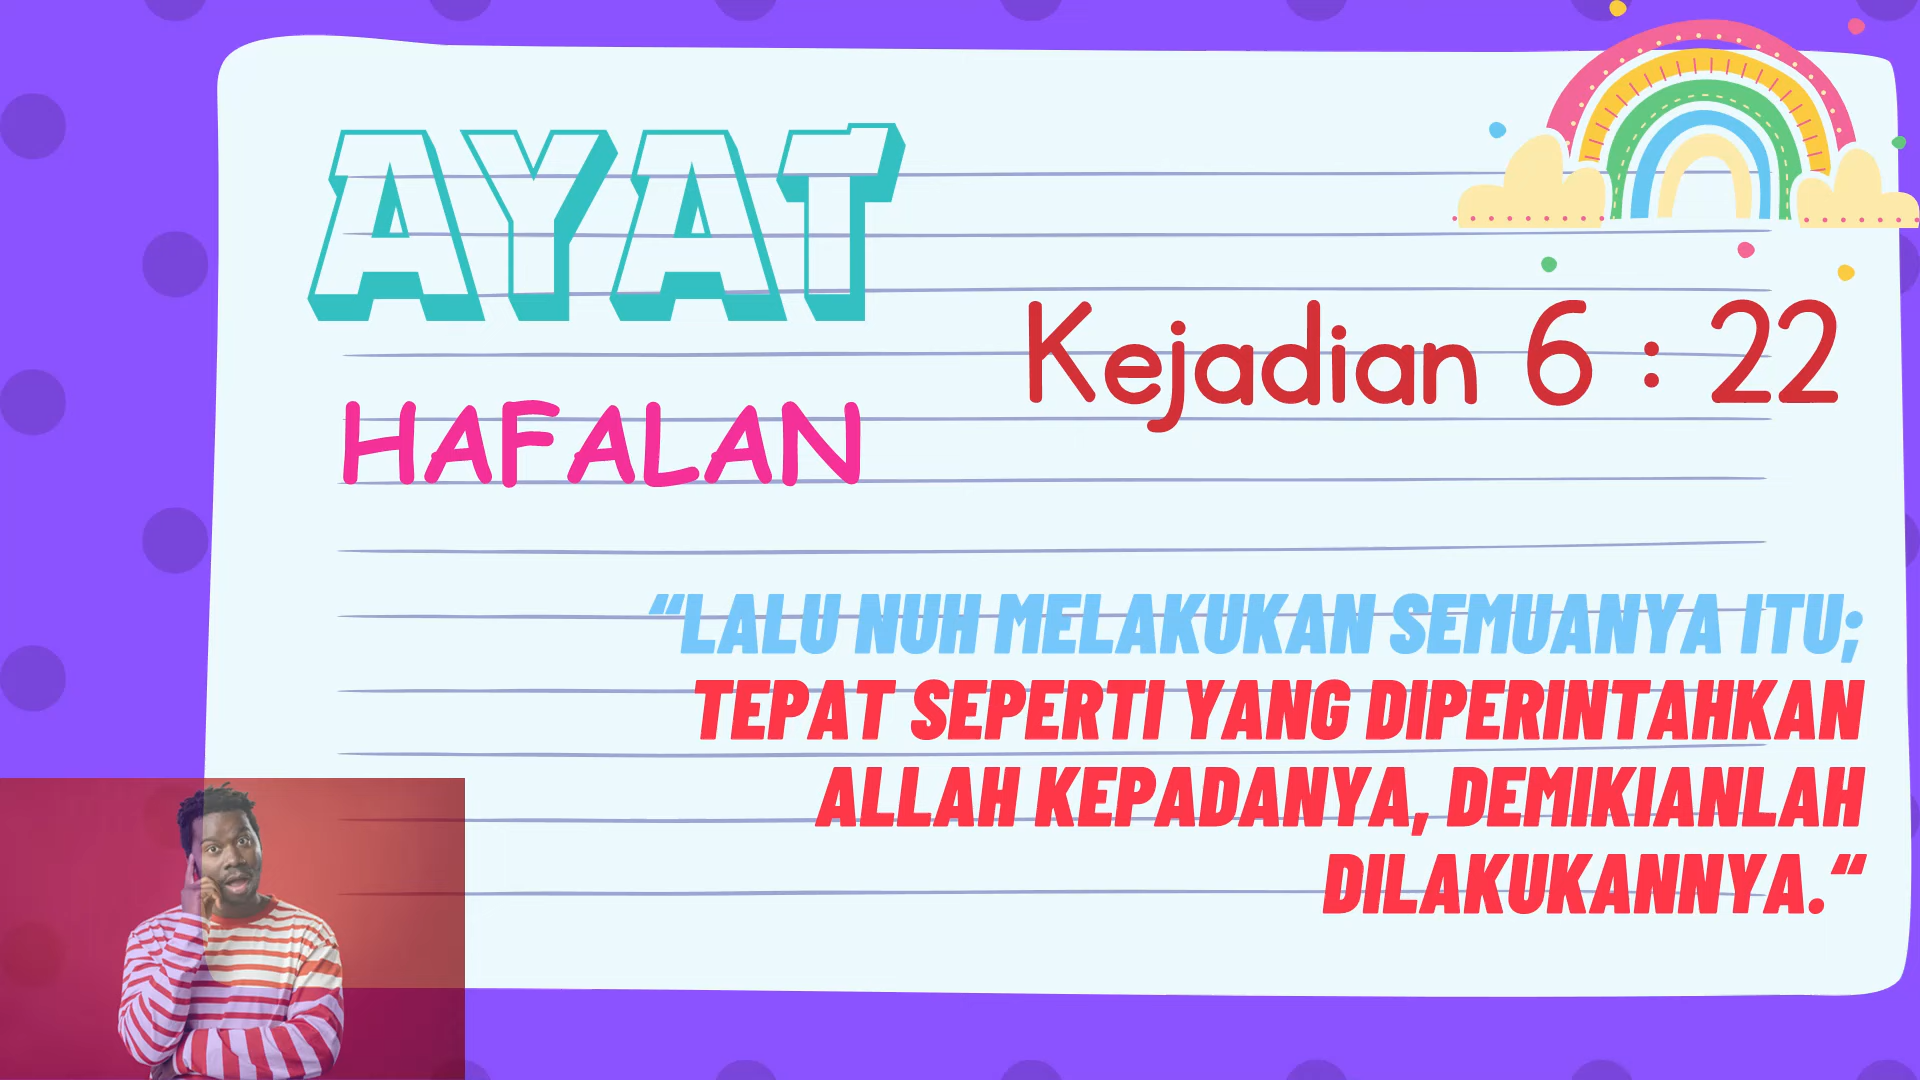 AYAT
HAFALAN
Kejadian 6 : 22
“LALU NUH MELAKUKAN SEMUANYA ITU;
TEPAT SEPERTI YANG DIPERINTAHKAN
ALLAH KEPADANYA, DEMIKIANLAH
DILAKUKANNYA.“